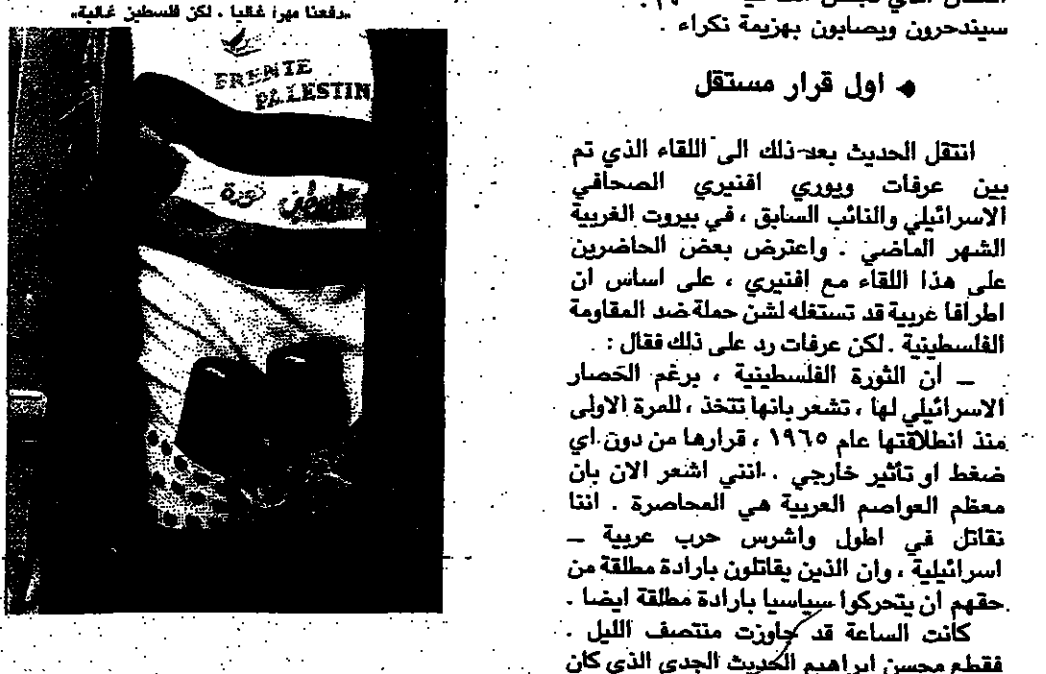 سيندحرون ويصابون بهزيمة نكراء .
اول قرار مستقل
انتقل الحديث بعد ذلك الى اللقاء الذي تم
بين عرفات ويوري افنيري الصحافي
الاسرائيلي والنائب السابق ، في بيروت الغربية
الشهر الماضي . واعترض بعض الحاضرين
على هذا اللقاء مع افنيري ، على اساس ان
اطرافا غربية قد تستغله لشن حملة ضد المقاومة
الفلسطينية . لكن عرفات رد على ذلك فقال :
ــ ان الثورة الفلسطينية ، برغم الحصار
الاسرائيلي لها ، تشعر بانها تتخذ ، للمرة الاولى
منذ انطلاقتها عام ١٩٦٥ ، قرارها من دون اي
ضغط او تأثير خارجي . . انني اشعر الان بان
معظم العواصم العربية هي المحاصرة . اننا
نقاتل في اطول واشرس حرب عربية ــ
اسرائيلية ، وان الذين يقاتلون بارادة مطلقة من
حقهم ان يتحركوا سياسيا بارادة مطلقة ايضا .
كانت الساعة قد جاوزت منتصف الليل .
فقطع محسن ابراهيم الحديث الجدي الذي كان
«دفعنا مهرا غاليا ، لكن فلسطين غالية»
FRENTE
PALESTIN